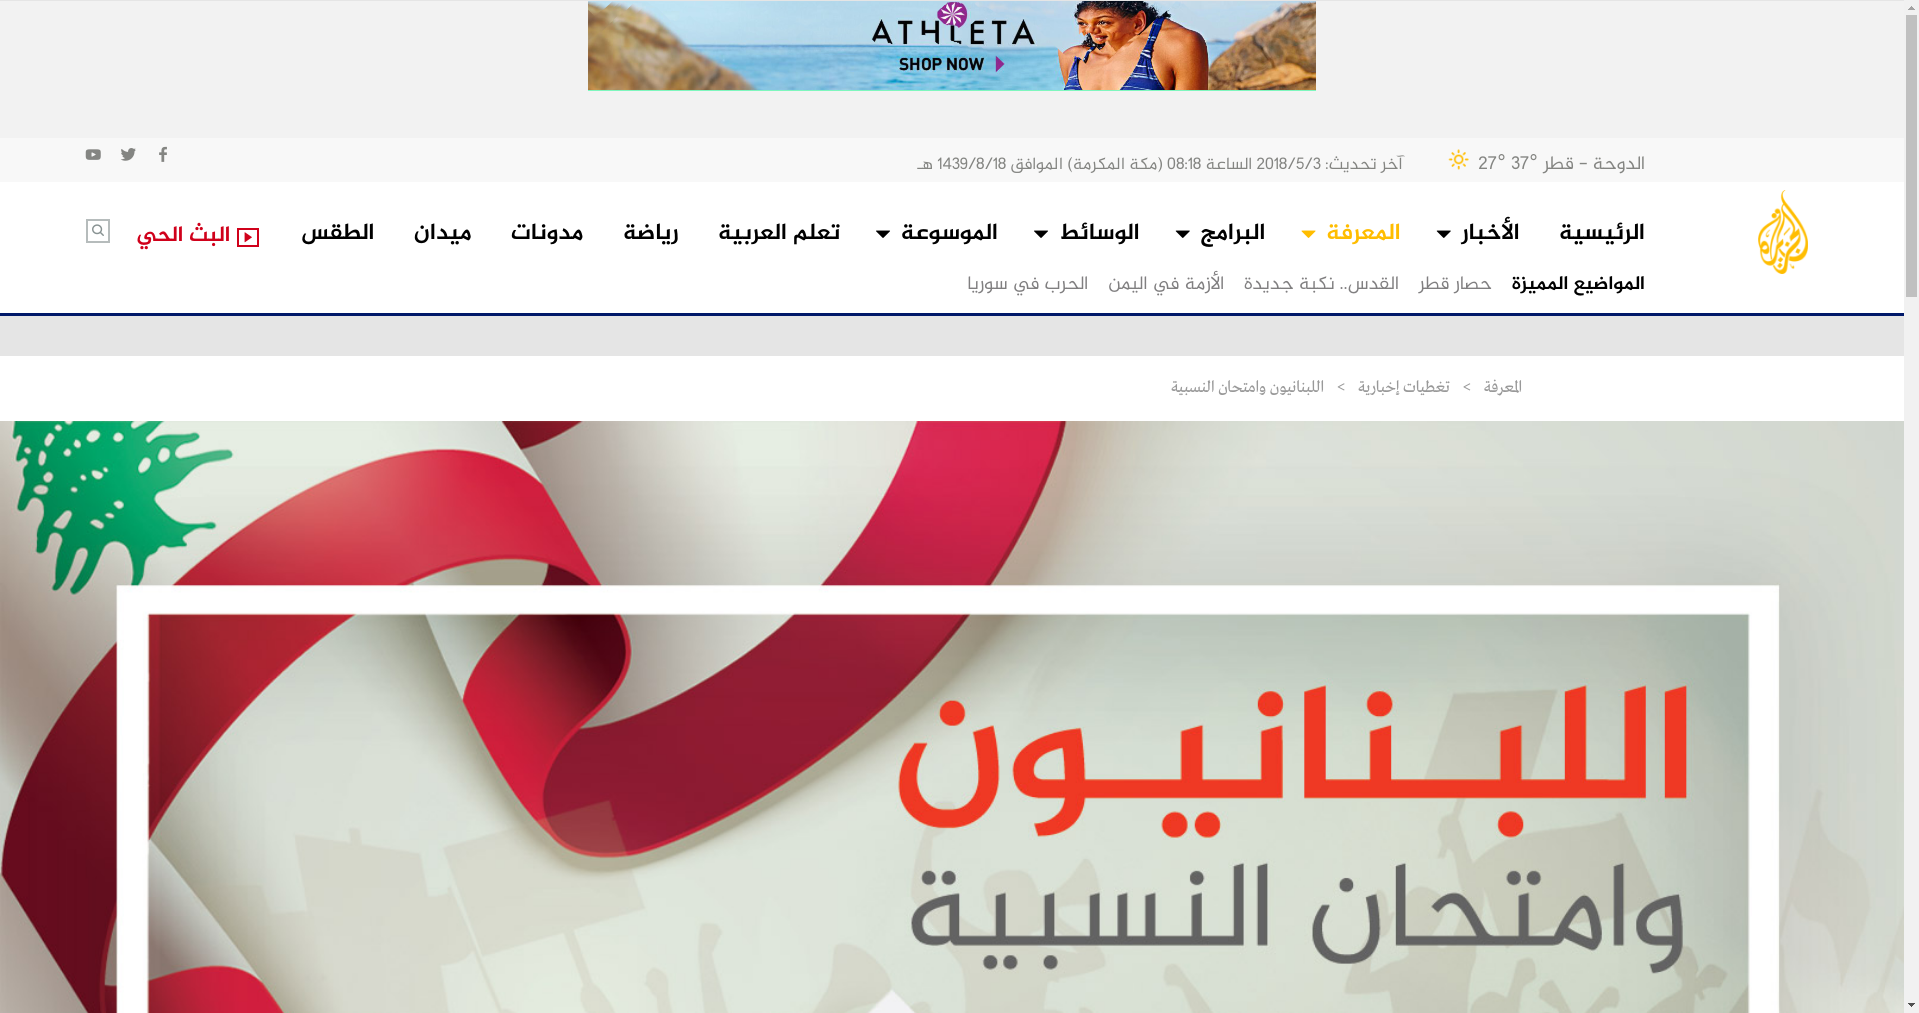 ATHLETA
SHOP NOW
الدوحة - قطر 37° 27°
آخر تحديث: 2018/5/3 الساعة 08:18 (مكة المكرمة) الموافق 1439/8/18 هـ
الرئيسية الأخبار المعرفة البرامج الوسائط الموسوعة تعلم العربية رياضة مدونات ميدان الطقس البث الحي
المواضيع المميزة حصار قطر القدس.. نكبة جديدة الأزمة في اليمن الحرب في سوريا
المعرفة > تغطيات إخبارية > اللبنانيون وامتحان النسبية
اللبنانيون
وامتحان النسبية